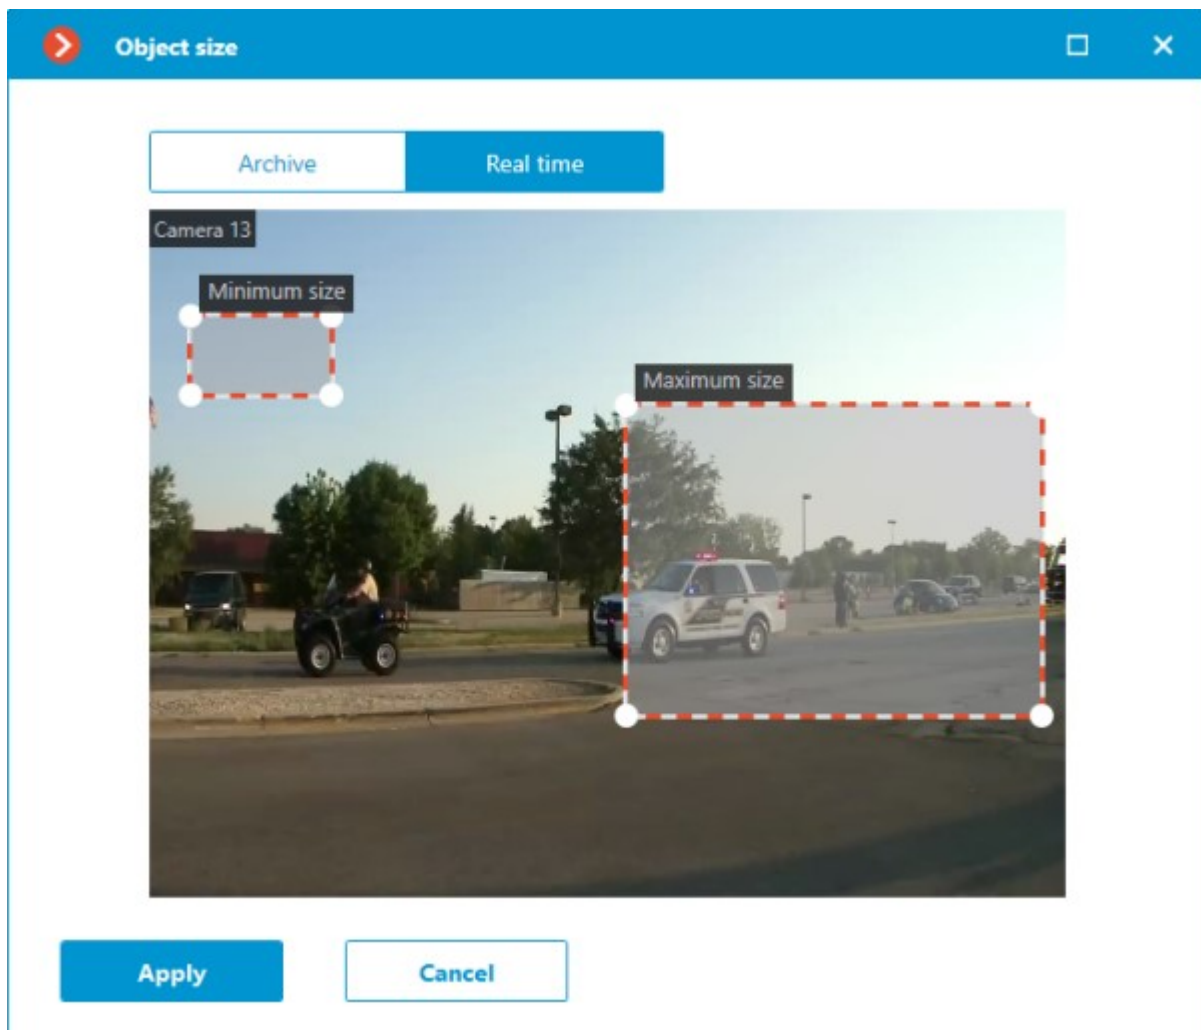 Object size
Archive
Real time
Camera 13
Minimum size
Maximum size
Apply
Cancel